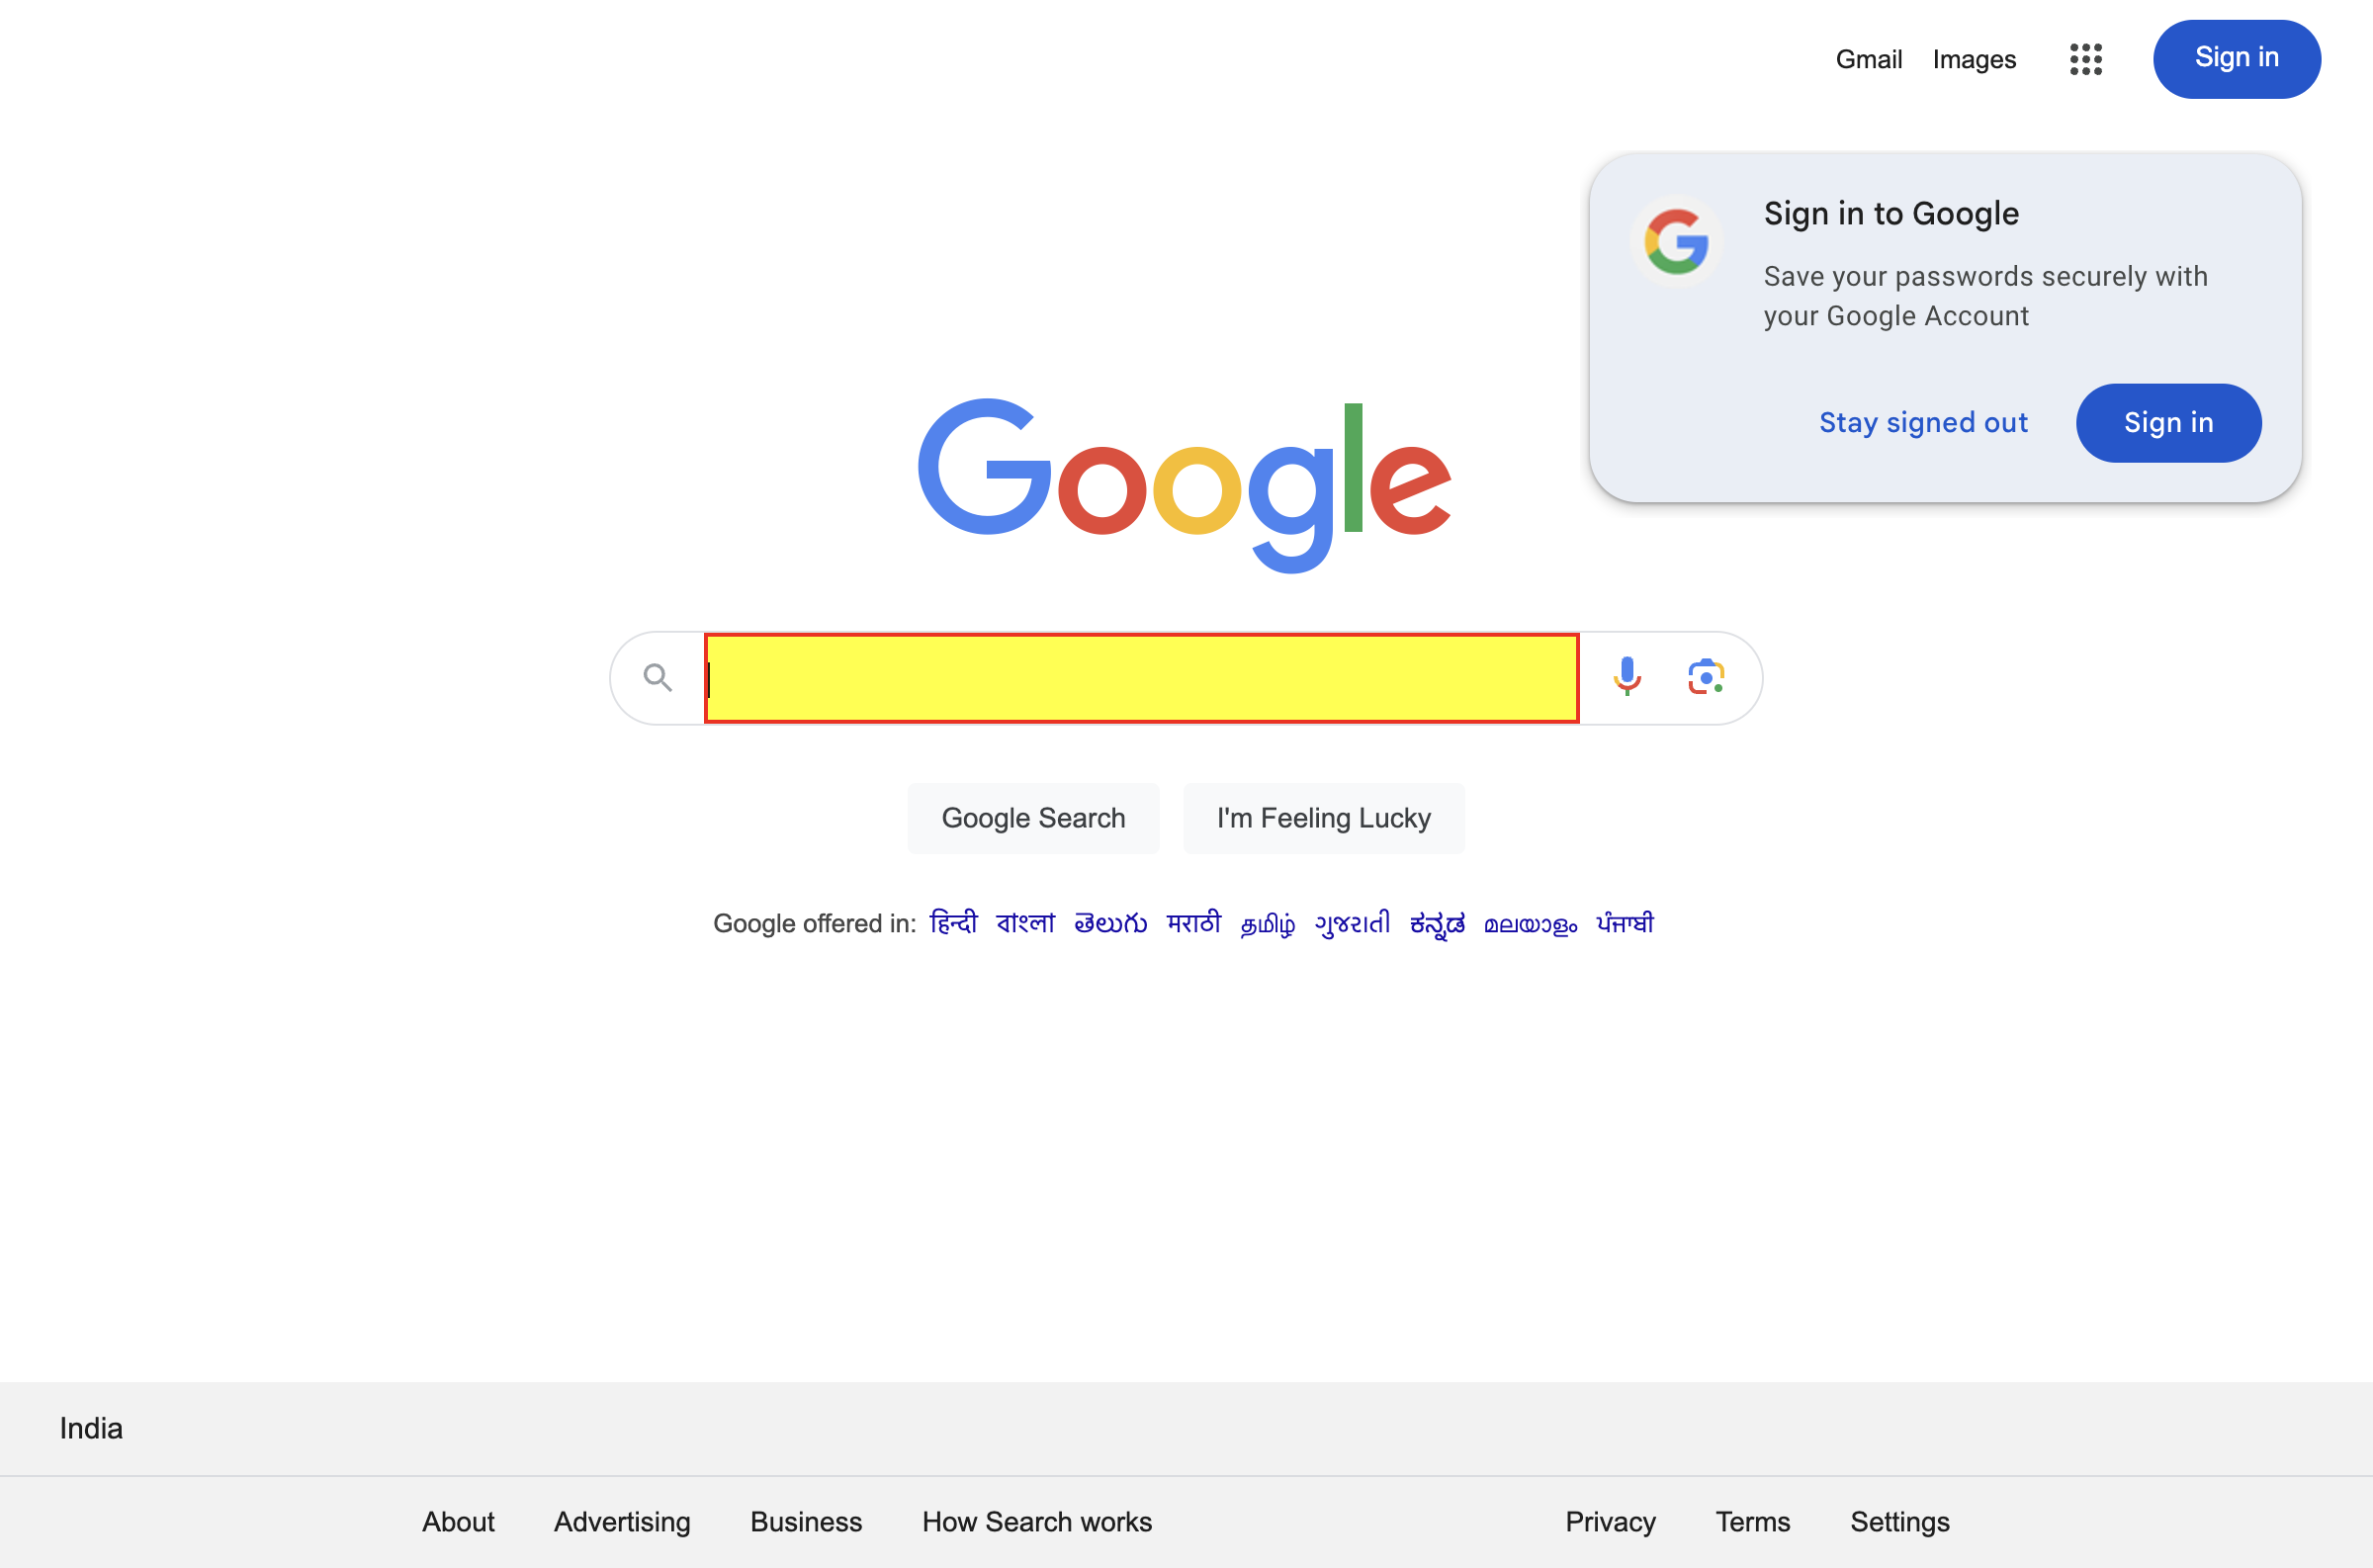 Gmail Images Sign in
Sign in to Google
Save your passwords securely with
your Google Account
Stay signed out Sign in
Google
Google Search I'm Feeling Lucky
Google offered in: हिन्दी বাংলা తెలుగు मराठी தமிழ் ગુજરાતી ಕನ್ನಡ മലയാളം ਪੰਜਾਬੀ
India
About Advertising Business How Search works Privacy Terms Settings